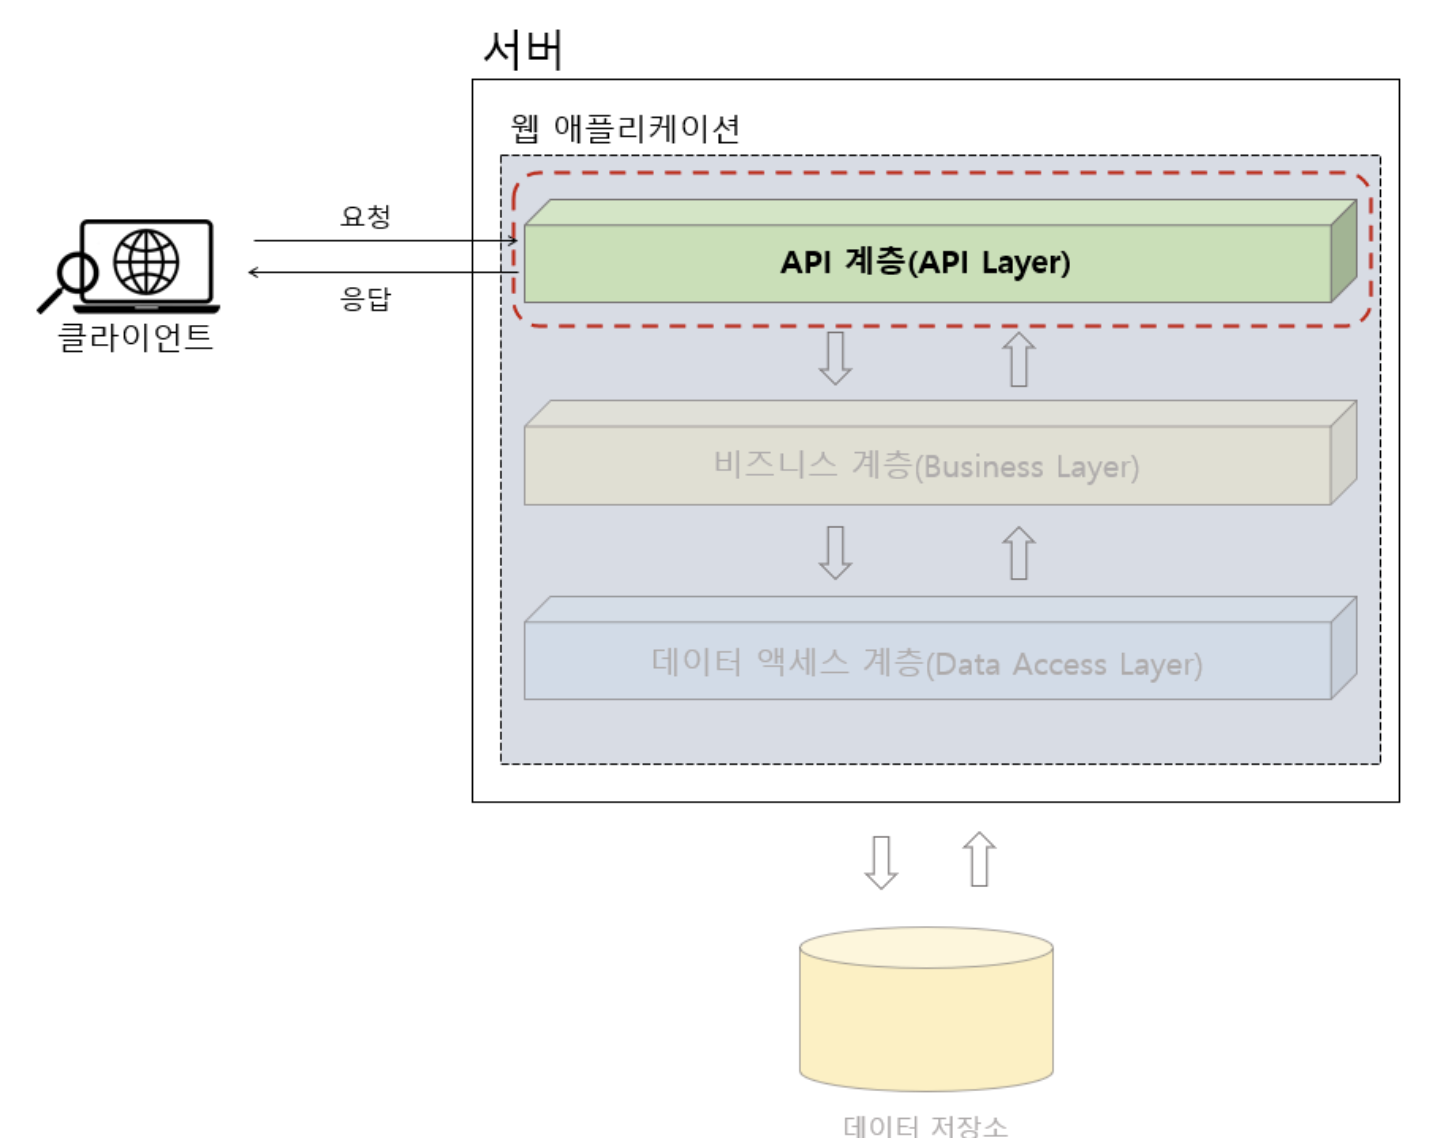 서버
웹 애플리케이션
요청
API 계층(API Layer)
응답
클라이언트
비즈니스 계층(Business Layer)
데이터 액세스 계층(Data Access Layer)
데이터 저장소